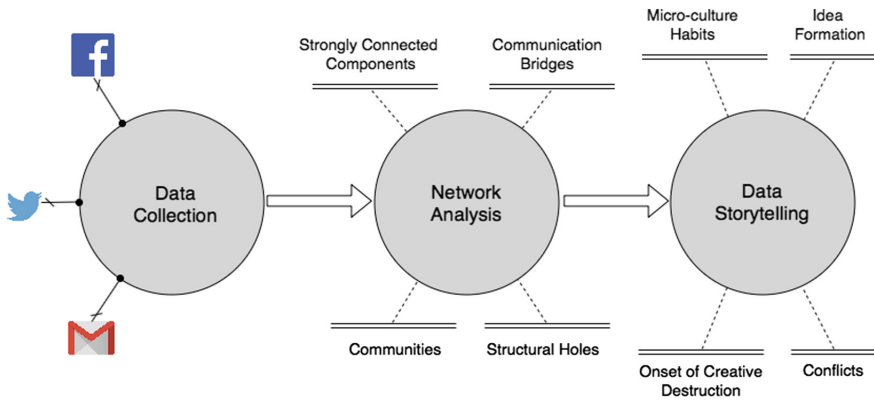 Micro-culture
Habits
Idea
Formation
Strongly Connected
Components
Communication
Bridges
Data
Collection
Network
Analysis
Data
Storytelling
Communities
Structural Holes
Onset of Creative
Destruction
Conflicts